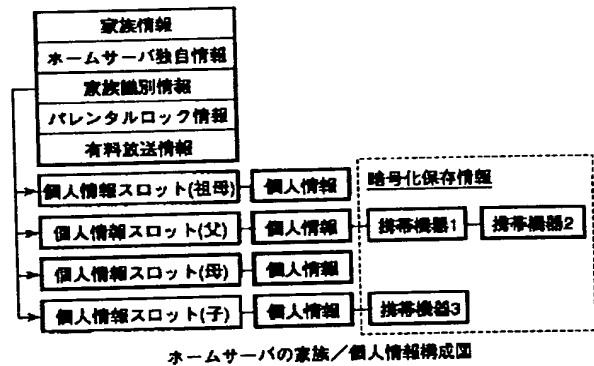 家族情報
ホームサーバ独自情報
家族識別情報
パレンタルロック情報
有料放送情報
暗号化保存情報
個人情報スロット(祖母) 個人情報
個人情報スロット(父) 個人情報 携帯機器1 携帯機器2
個人情報スロット(母) 個人情報
個人情報スロット(子) 個人情報 携帯機器3
ホームサーバの家族／個人情報構成図